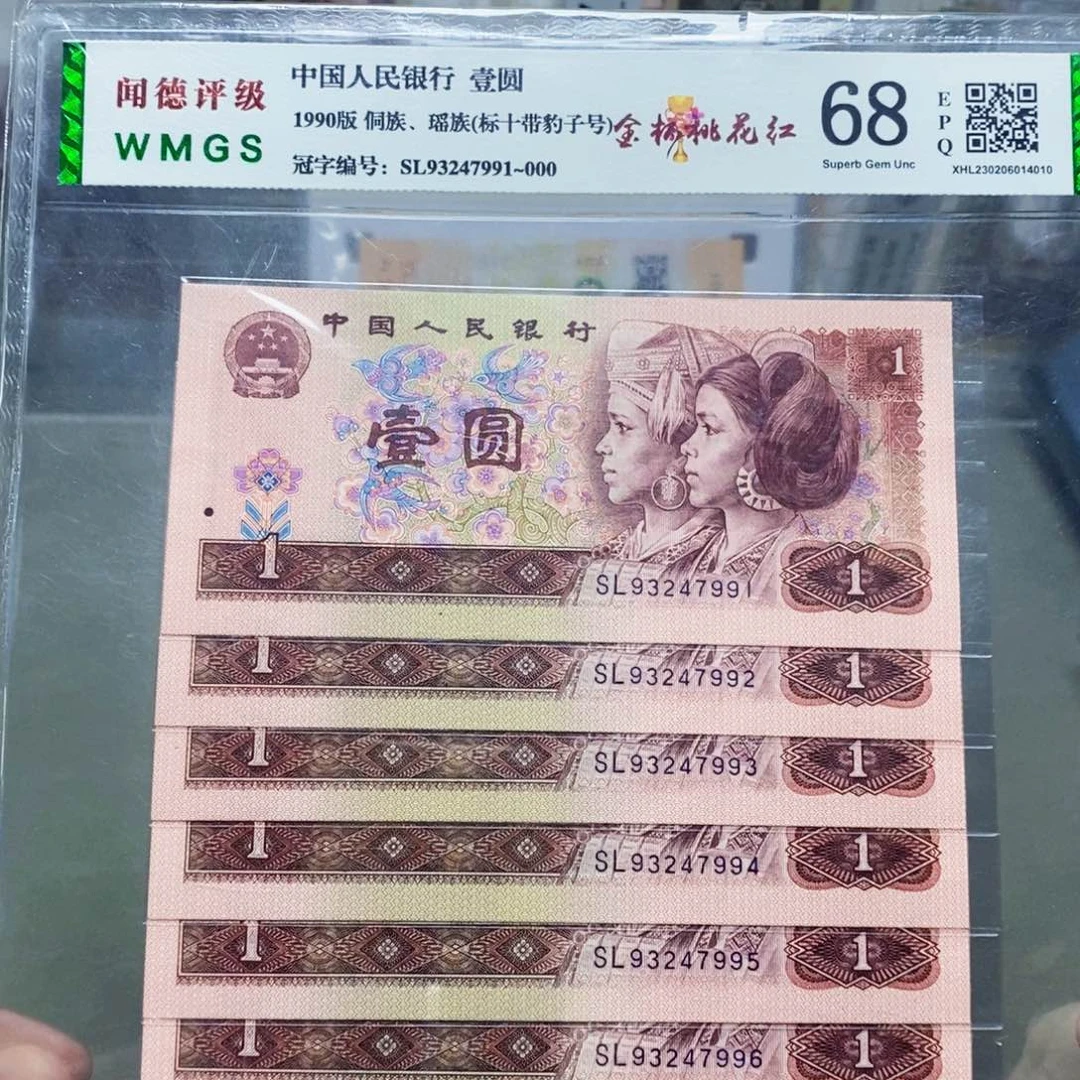 闻德评级
WMGS
中国人民银行 壹圆
1990版 侗族、瑶族(标十带豹子号)
冠字编号：SL93247991~000
金杯桃花红
68
Superb Gem Unc
EPQ
XHL230206014010
中国人民银行
壹圆
1
1
SL93247991
1
1
SL93247992
1
1
SL93247993
1
1
SL93247994
1
1
SL93247995
1
1
SL93247996
1